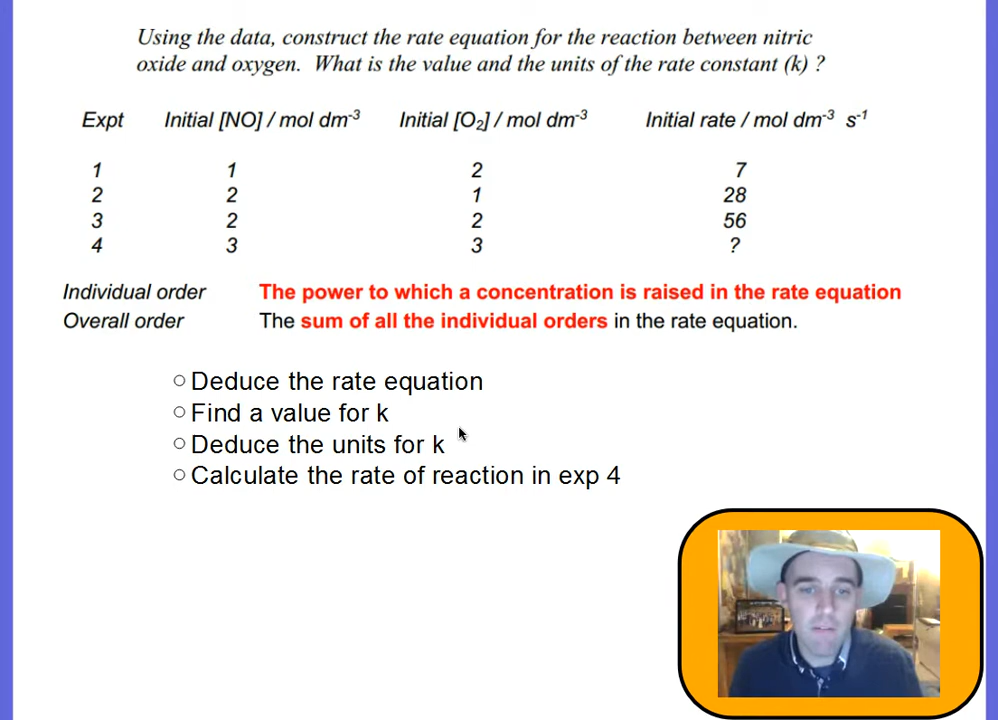 Using the data, construct the rate equation for the reaction between nitric
oxide and oxygen. What is the value and the units of the rate constant (k) ?
Expt Initial [NO] / mol dm⁻³ Initial [O₂] / mol dm⁻³ Initial rate / mol dm⁻³ s⁻¹
1 1 2 7
2 2 1 28
3 2 2 56
4 3 3 ?
Individual order The power to which a concentration is raised in the rate equation
Overall order The sum of all the individual orders in the rate equation.
Deduce the rate equation
Find a value for k
Deduce the units for k
Calculate the rate of reaction in exp 4